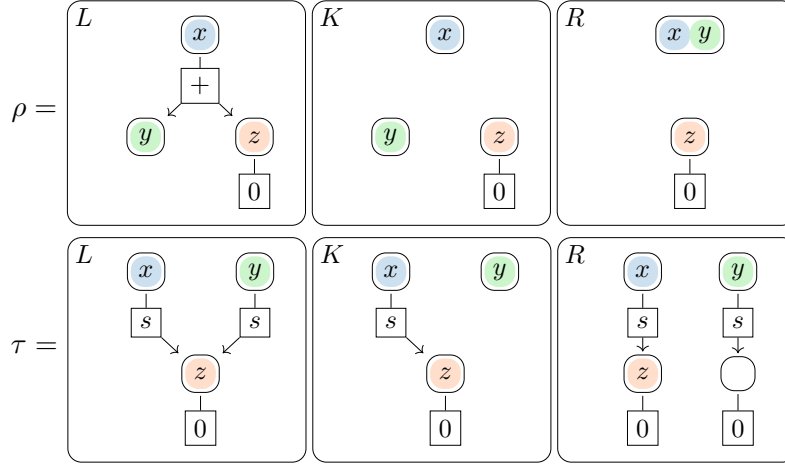 L K R
x x x y
+
ρ =
y z y z z
0 0 0
L K R
x y x y x y
s s s s s
τ =
z z z
0 0 0 0